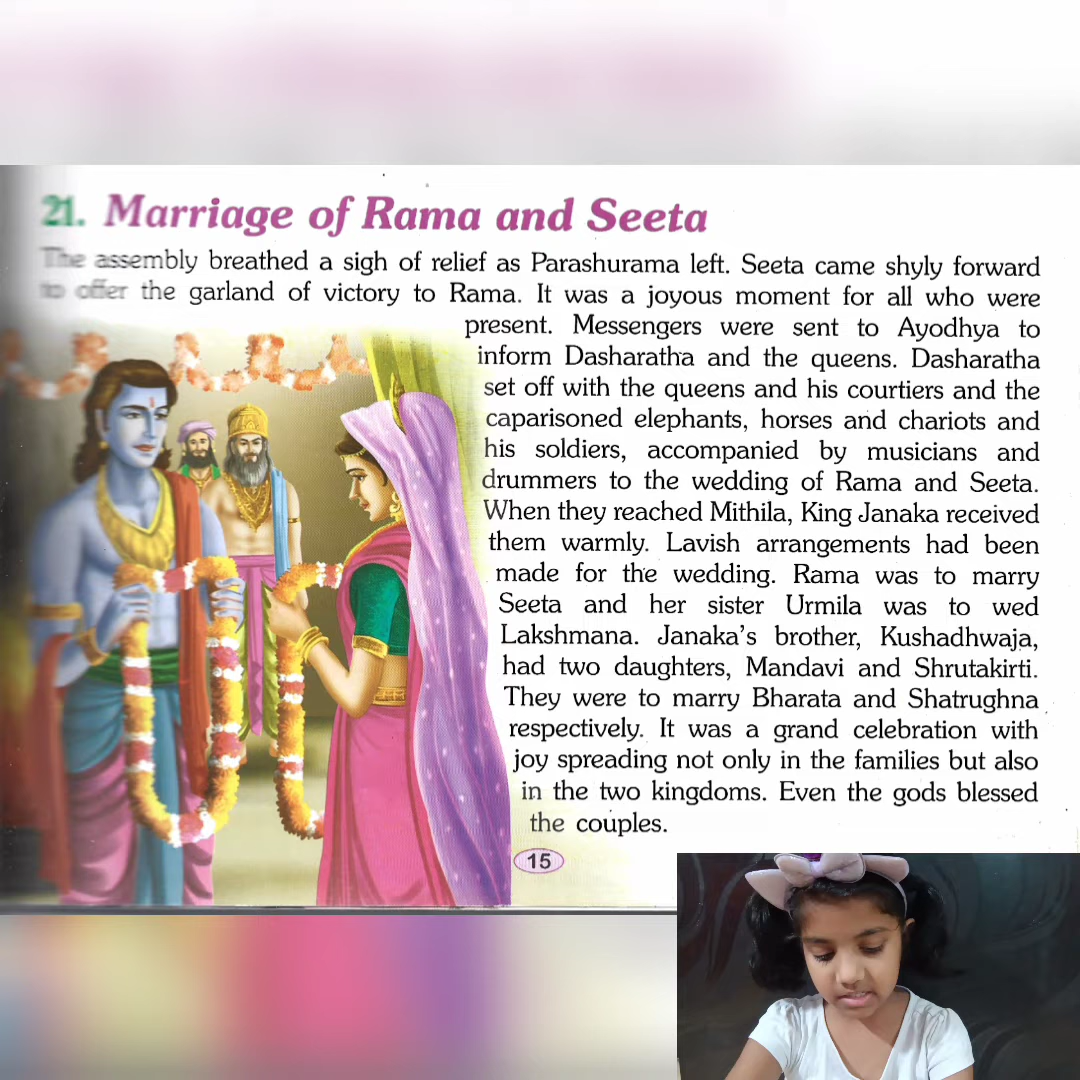 21. Marriage of Rama and Seeta
The assembly breathed a sigh of relief as Parashurama left. Seeta came shyly forward
to offer the garland of victory to Rama. It was a joyous moment for all who were
present. Messengers were sent to Ayodhya to
inform Dasharatha and the queens. Dasharatha
set off with the queens and his courtiers and the
caparisoned elephants, horses and chariots and
his soldiers, accompanied by musicians and
drummers to the wedding of Rama and Seeta.
When they reached Mithila, King Janaka received
them warmly. Lavish arrangements had been
made for the wedding. Rama was to marry
Seeta and her sister Urmila was to wed
Lakshmana. Janaka's brother, Kushadhwaja,
had two daughters, Mandavi and Shrutakirti.
They were to marry Bharata and Shatrughna
respectively. It was a grand celebration with
joy spreading not only in the families but also
in the two kingdoms. Even the gods blessed
the couples.
15